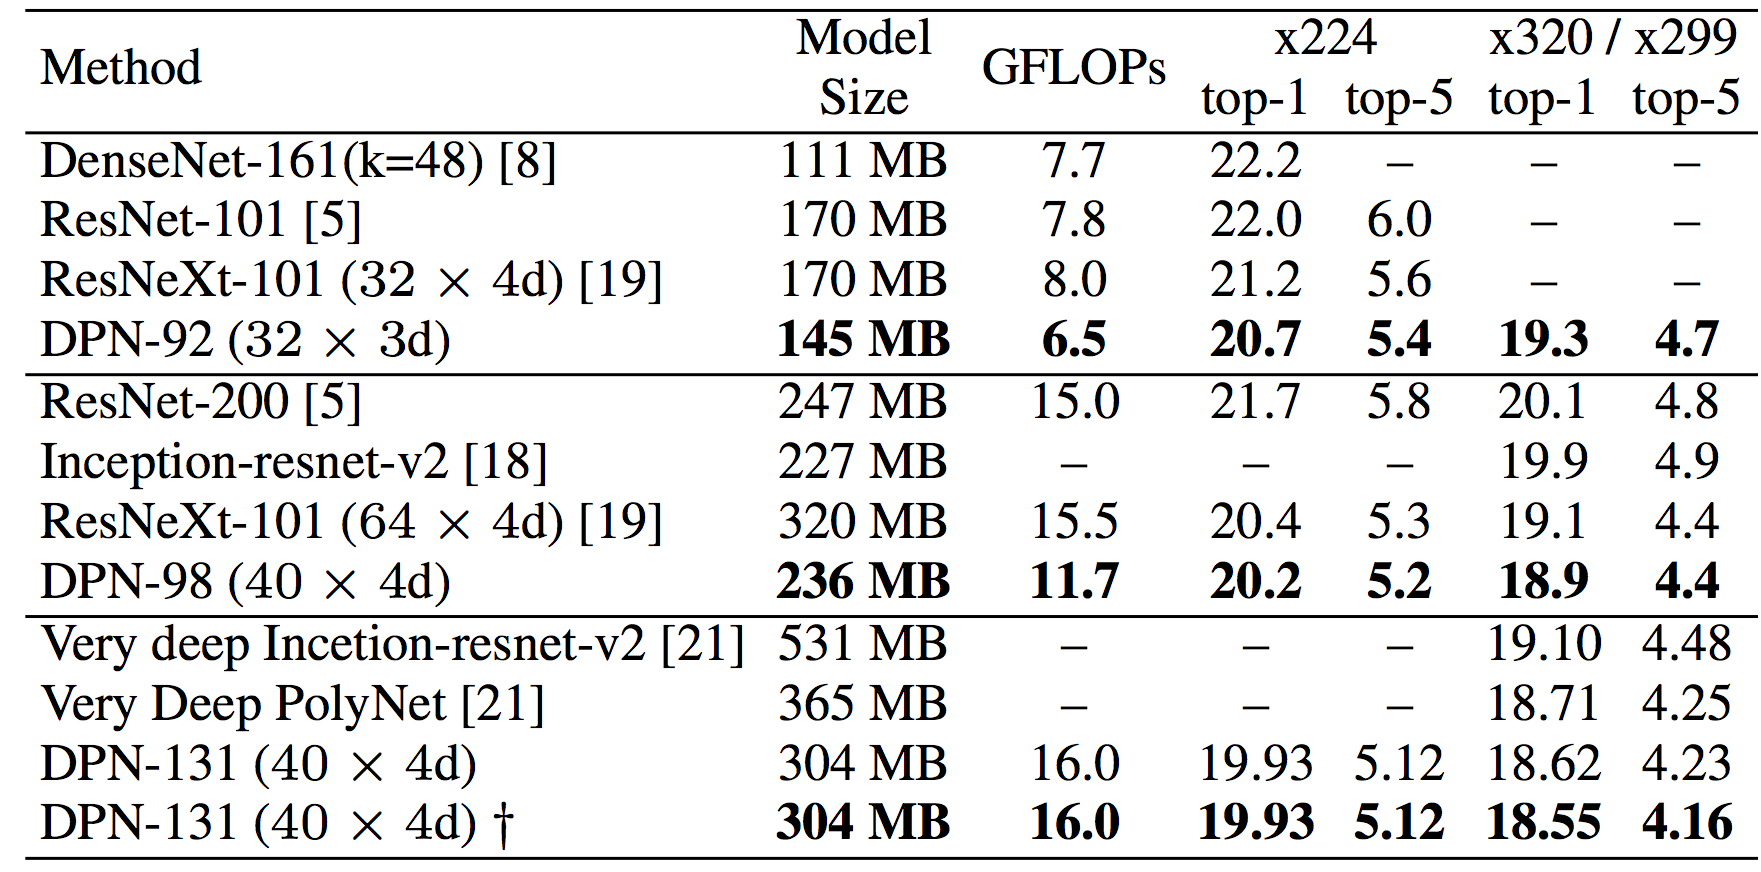 Method Model Size GFLOPs x224 x320 / x299
top-1 top-5 top-1 top-5
DenseNet-161(k=48) [8] 111 MB 7.7 22.2 – – –
ResNet-101 [5] 170 MB 7.8 22.0 6.0 – –
ResNeXt-101 (32 × 4d) [19] 170 MB 8.0 21.2 5.6 – –
DPN-92 (32 × 3d) 145 MB 6.5 20.7 5.4 19.3 4.7
ResNet-200 [5] 247 MB 15.0 21.7 5.8 20.1 4.8
Inception-resnet-v2 [18] 227 MB – – – 19.9 4.9
ResNeXt-101 (64 × 4d) [19] 320 MB 15.5 20.4 5.3 19.1 4.4
DPN-98 (40 × 4d) 236 MB 11.7 20.2 5.2 18.9 4.4
Very deep Incetion-resnet-v2 [21] 531 MB – – – 19.10 4.48
Very Deep PolyNet [21] 365 MB – – – 18.71 4.25
DPN-131 (40 × 4d) 304 MB 16.0 19.93 5.12 18.62 4.23
DPN-131 (40 × 4d) † 304 MB 16.0 19.93 5.12 18.55 4.16